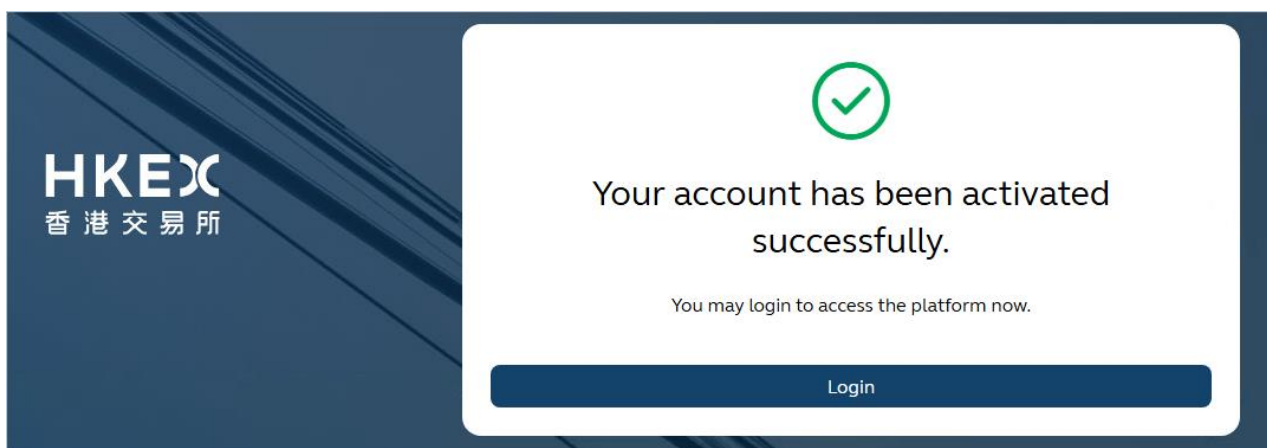 HKEX
香港交易所
Your account has been activated
successfully.
You may login to access the platform now.
Login